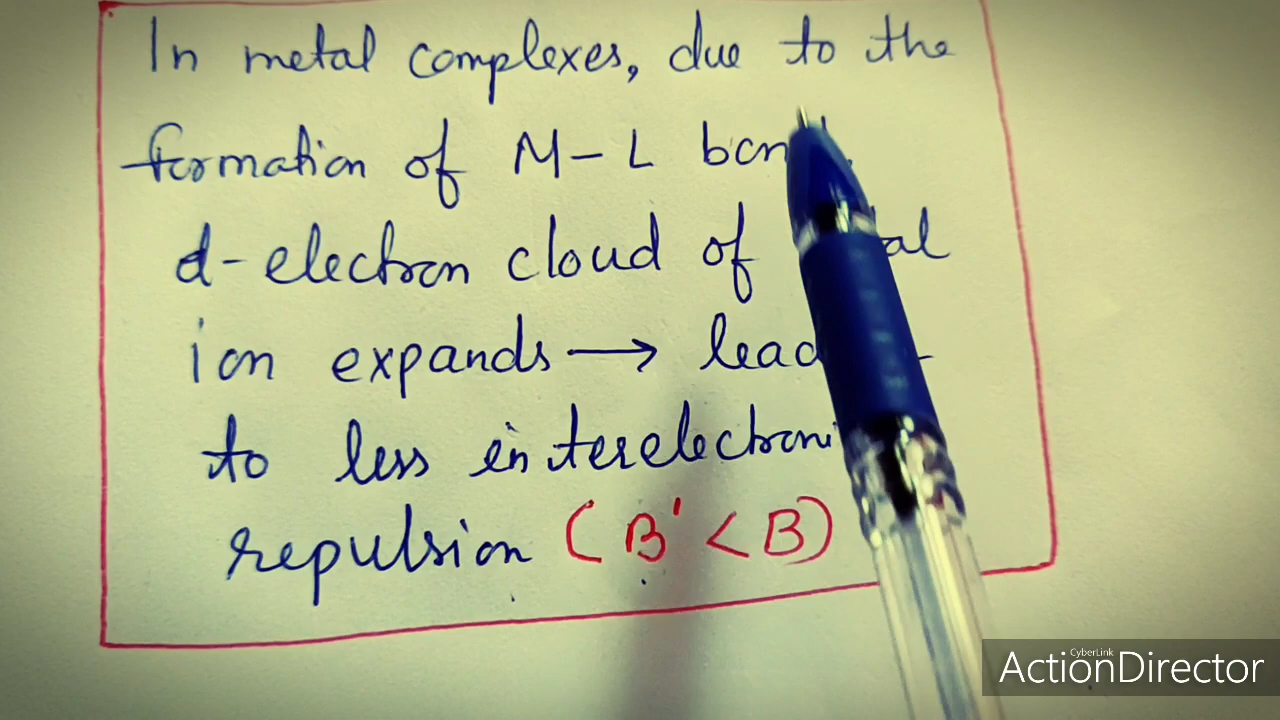 In metal complexes, due to the
formation of M-L
d-electron cloud of
ion expands →
to less
repulsion (B' < B)
CyberLink
ActionDirector